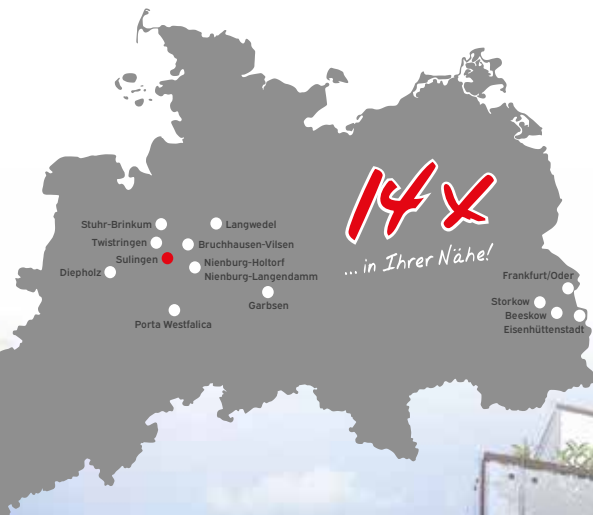 14 x
... in Ihrer Nähe!
Stuhr-Brinkum
Langwedel
Twistringen
Bruchhausen-Vilsen
Sulingen
Nienburg-Holtorf
Diepholz
Nienburg-Langendamm
Garbsen
Porta Westfalica
Frankfurt/Oder
Storkow
Beeskow
Eisenhüttenstadt